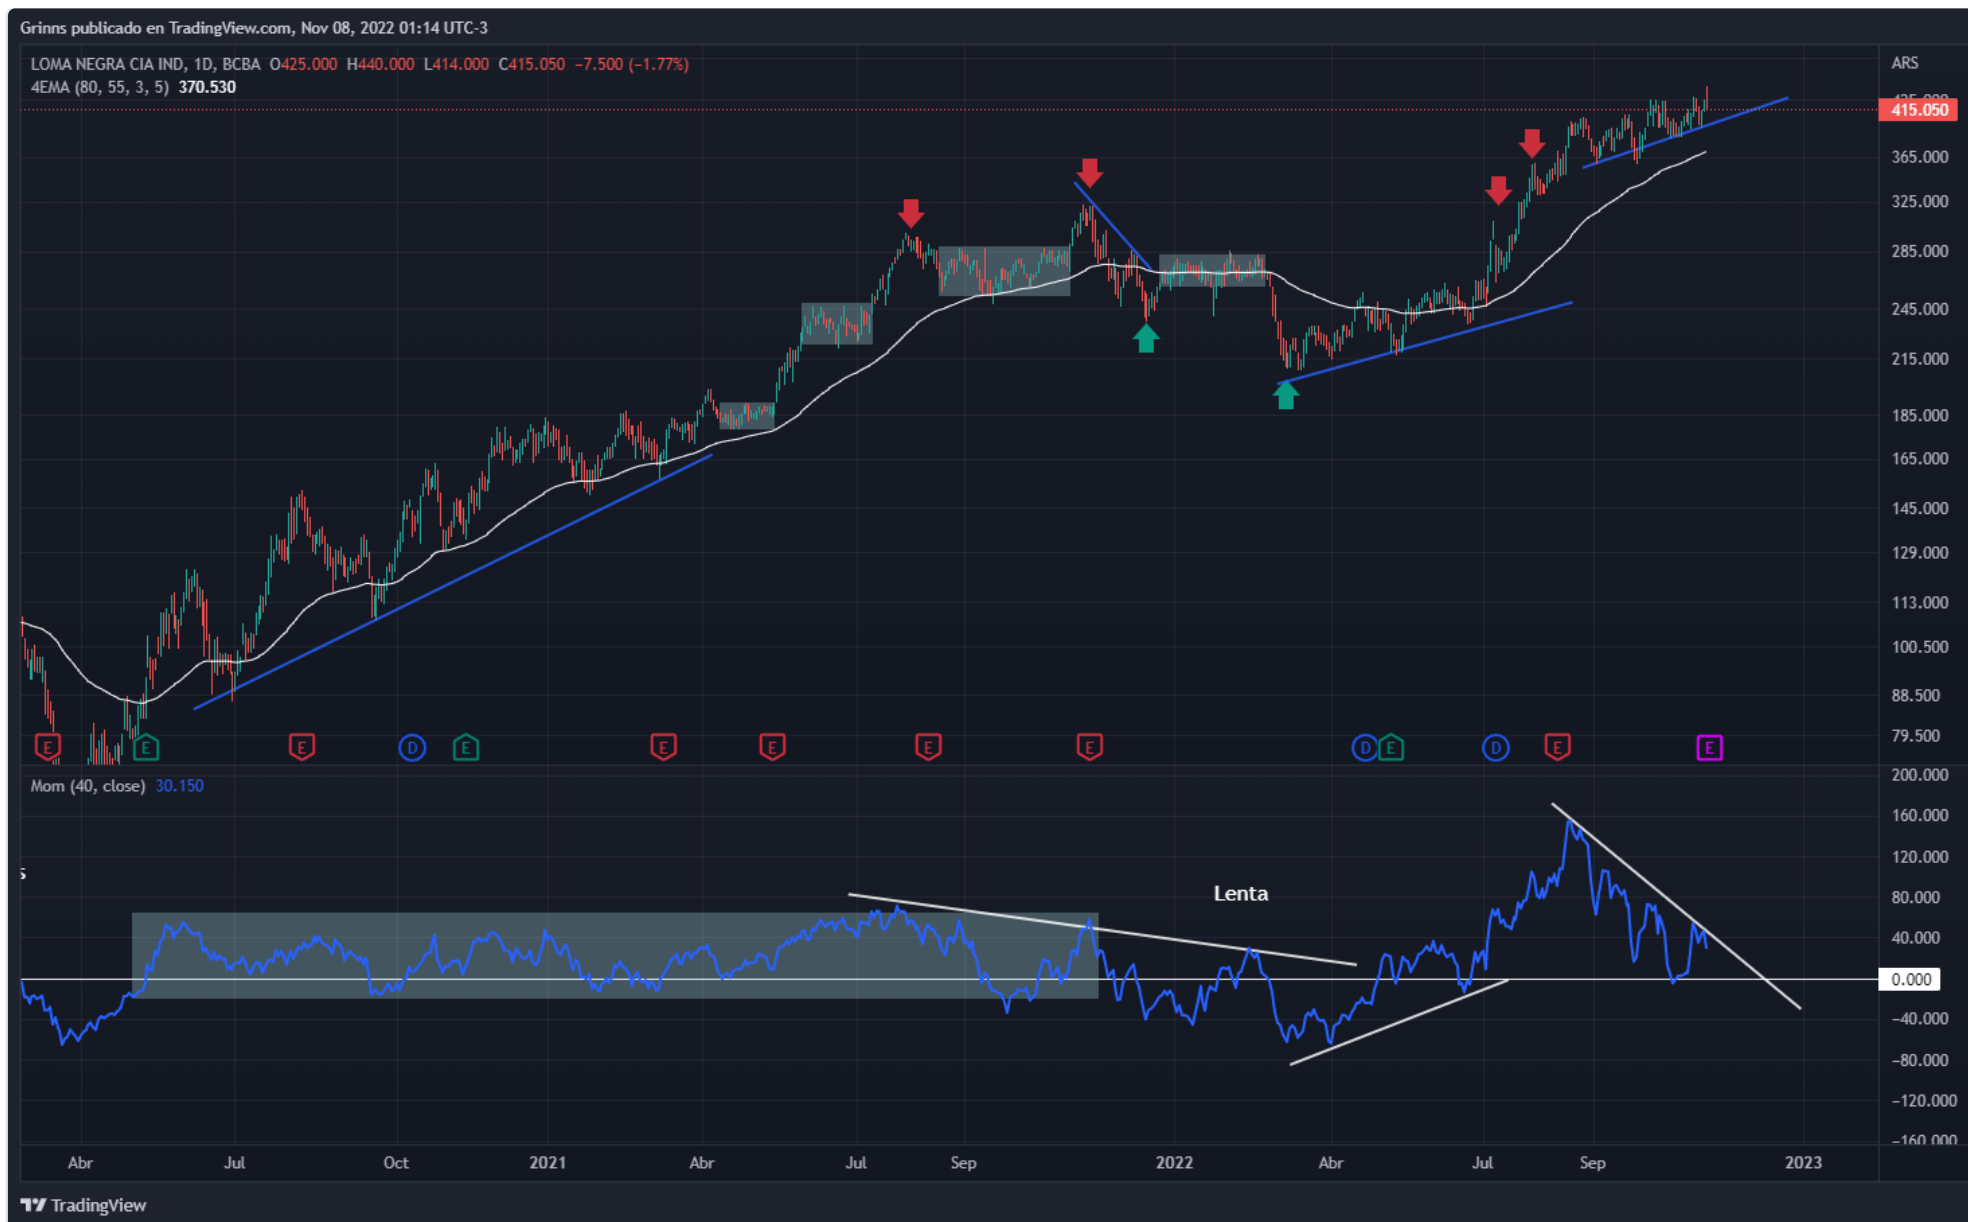 Grinns publicado en TradingView.com, Nov 08, 2022 01:14 UTC-3
LOMA NEGRA CIA IND, 1D, BCBA O425.000 H440.000 L414.000 C415.050 −7.500 (−1.77%)
4EMA (80, 55, 3, 5) 370.530
ARS
415.050
365.000
325.000
285.000
245.000
215.000
185.000
165.000
145.000
129.000
113.000
100.500
88.500
79.500
E E E D E E E E E D E D E E
Mom (40, close) 30.150
Lenta
200.000
160.000
120.000
80.000
40.000
0.000
−40.000
−80.000
−120.000
−160.000
Abr Jul Oct 2021 Abr Jul Sep 2022 Abr Jul Sep 2023
TradingView